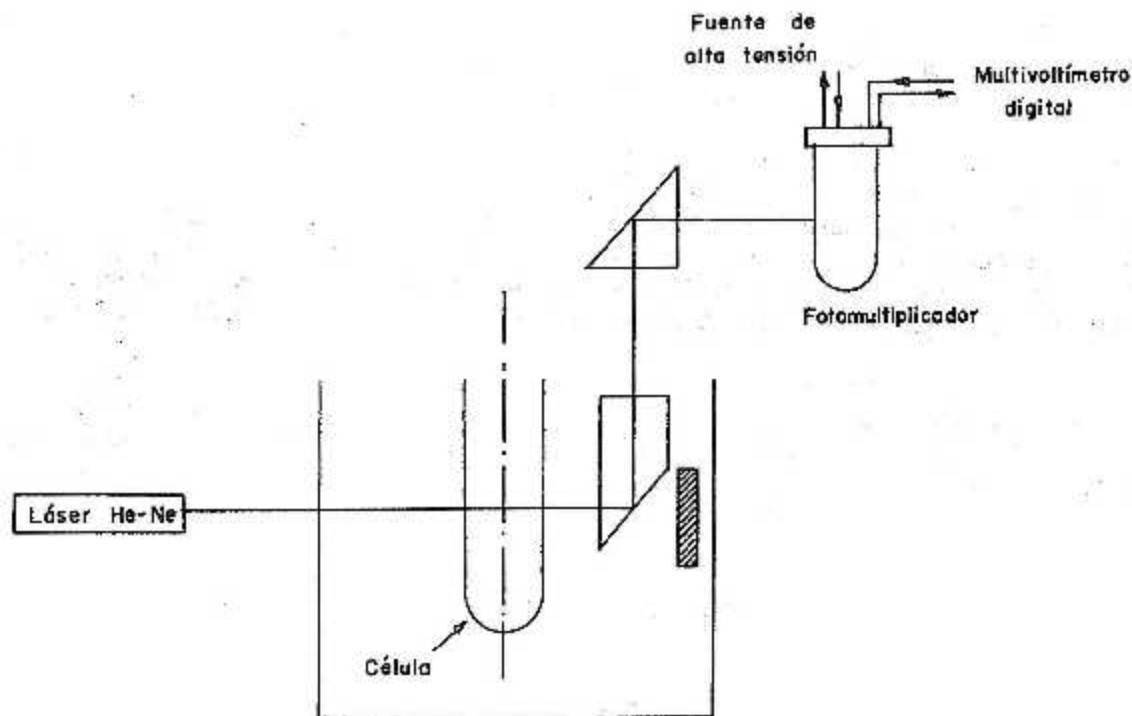 Fuente de
alta tensión
Multivoltímetro
digital
Fotomultiplicador
Láser He-Ne
Célula